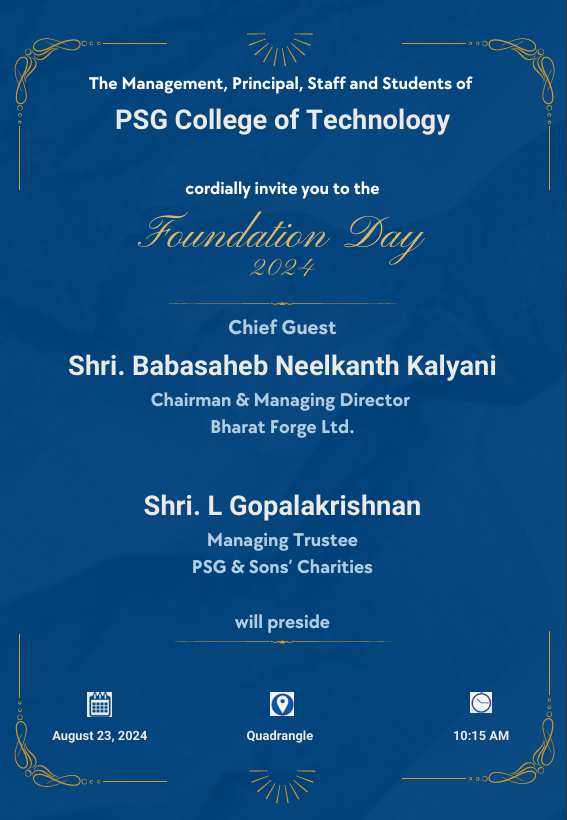 The Management, Principal, Staff and Students of
PSG College of Technology
cordially invite you to the
Foundation Day
2024
Chief Guest
Shri. Babasaheb Neelkanth Kalyani
Chairman & Managing Director
Bharat Forge Ltd.
Shri. L Gopalakrishnan
Managing Trustee
PSG & Sons' Charities
will preside
August 23, 2024
Quadrangle
10:15 AM